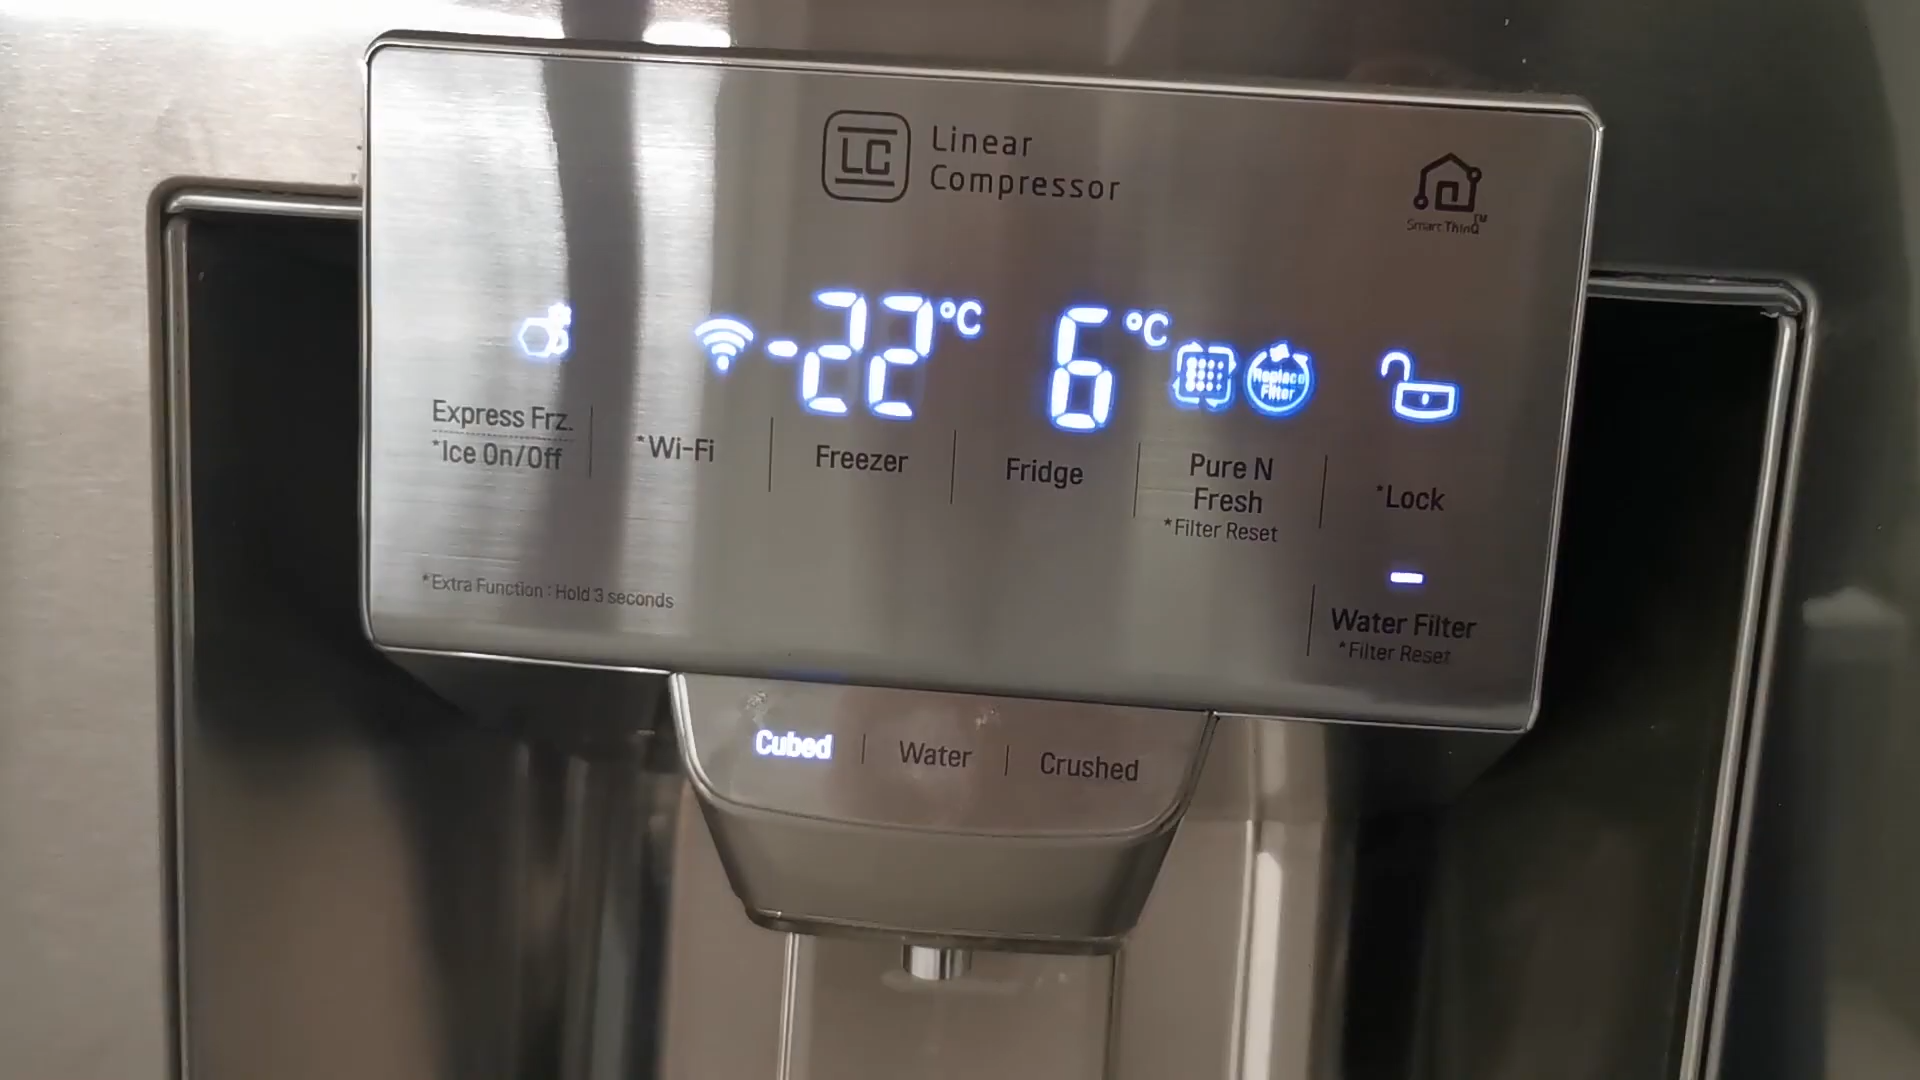 LC
Linear
Compressor
Smart ThinQ™
-22°C
6°C
Replace
Filter
Express Frz.
*Ice On/Off
*Wi-Fi
Freezer
Fridge
Pure N
Fresh
*Filter Reset
*Lock
*Extra Function : Hold 3 seconds
Water Filter
*Filter Reset
Cubed
Water
Crushed